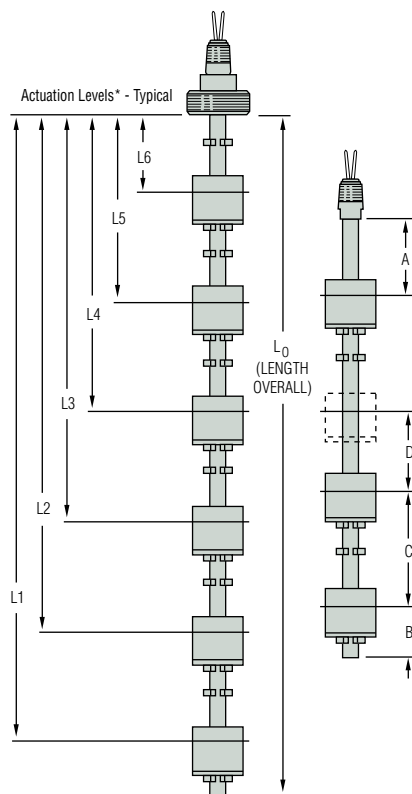 Actuation Levels* - Typical
L6
L5
L4
L3
L2
L1
L0
(LENGTH
OVERALL)
A
D
C
B